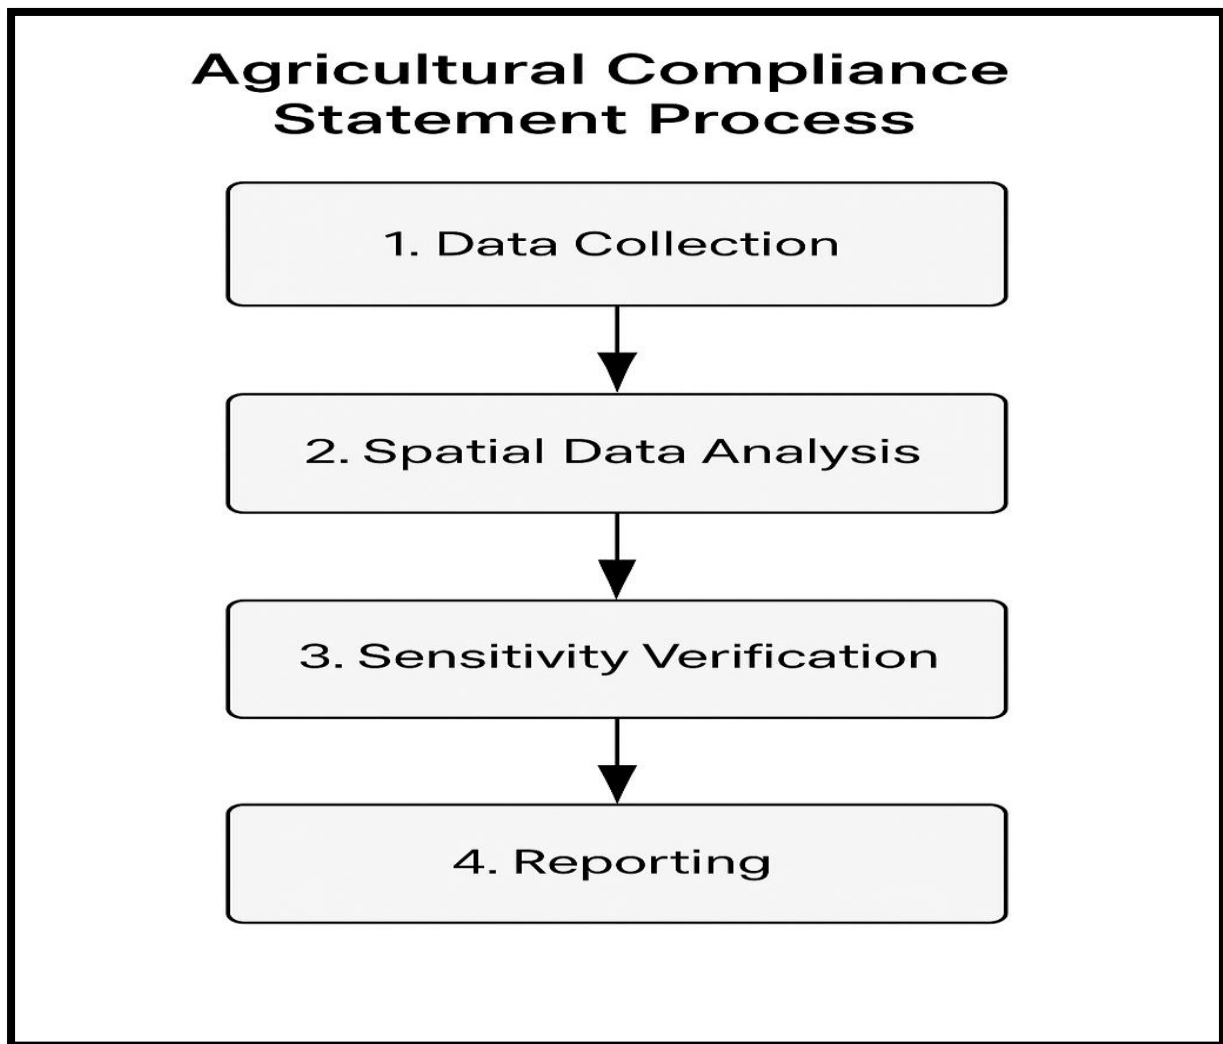 Agricultural Compliance
Statement Process
1. Data Collection
2. Spatial Data Analysis
3. Sensitivity Verification
4. Reporting